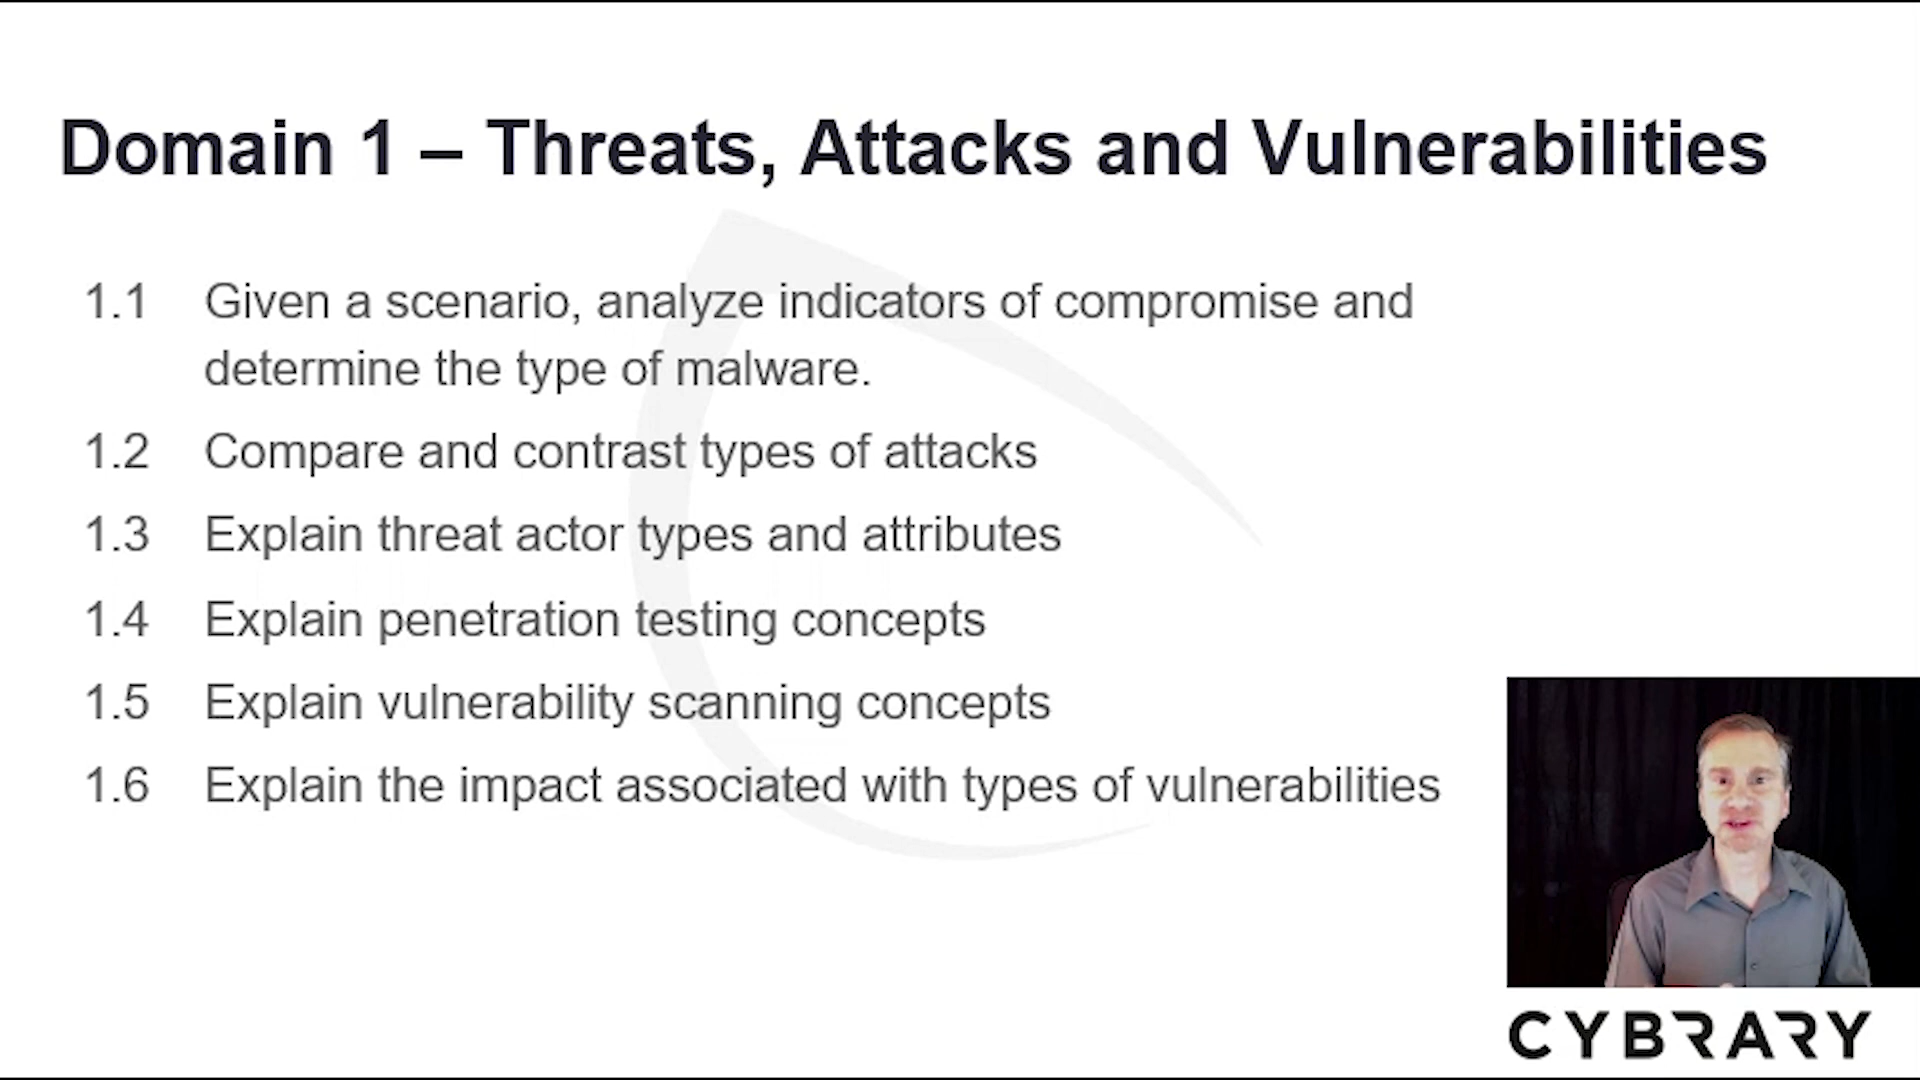 Domain 1 – Threats, Attacks and Vulnerabilities
1.1 Given a scenario, analyze indicators of compromise and
determine the type of malware.
1.2 Compare and contrast types of attacks
1.3 Explain threat actor types and attributes
1.4 Explain penetration testing concepts
1.5 Explain vulnerability scanning concepts
1.6 Explain the impact associated with types of vulnerabilities
CYBRARY